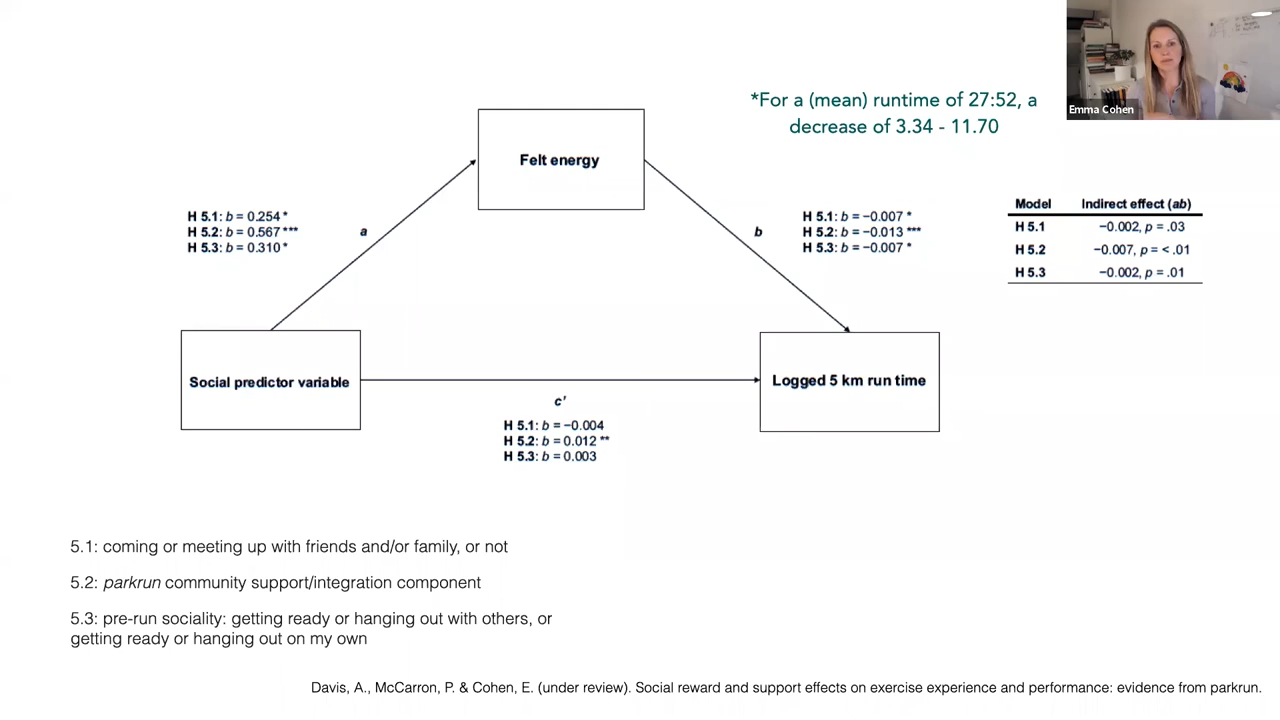 Emma Cohen
*For a (mean) runtime of 27:52, a
decrease of 3.34 - 11.70
Felt energy
H 5.1: b = 0.254 *
H 5.2: b = 0.567 ***
H 5.3: b = 0.310 *
a
b
H 5.1: b = −0.007 *
H 5.2: b = −0.013 ***
H 5.3: b = −0.007 *
Model Indirect effect (ab)
H 5.1 −0.002, p = .03
H 5.2 −0.007, p = < .01
H 5.3 −0.002, p = .01
Social predictor variable
Logged 5 km run time
c'
H 5.1: b = −0.004
H 5.2: b = 0.012 **
H 5.3: b = 0.003
5.1: coming or meeting up with friends and/or family, or not
5.2: parkrun community support/integration component
5.3: pre-run sociality: getting ready or hanging out with others, or
getting ready or hanging out on my own
Davis, A., McCarron, P. & Cohen, E. (under review). Social reward and support effects on exercise experience and performance: evidence from parkrun.